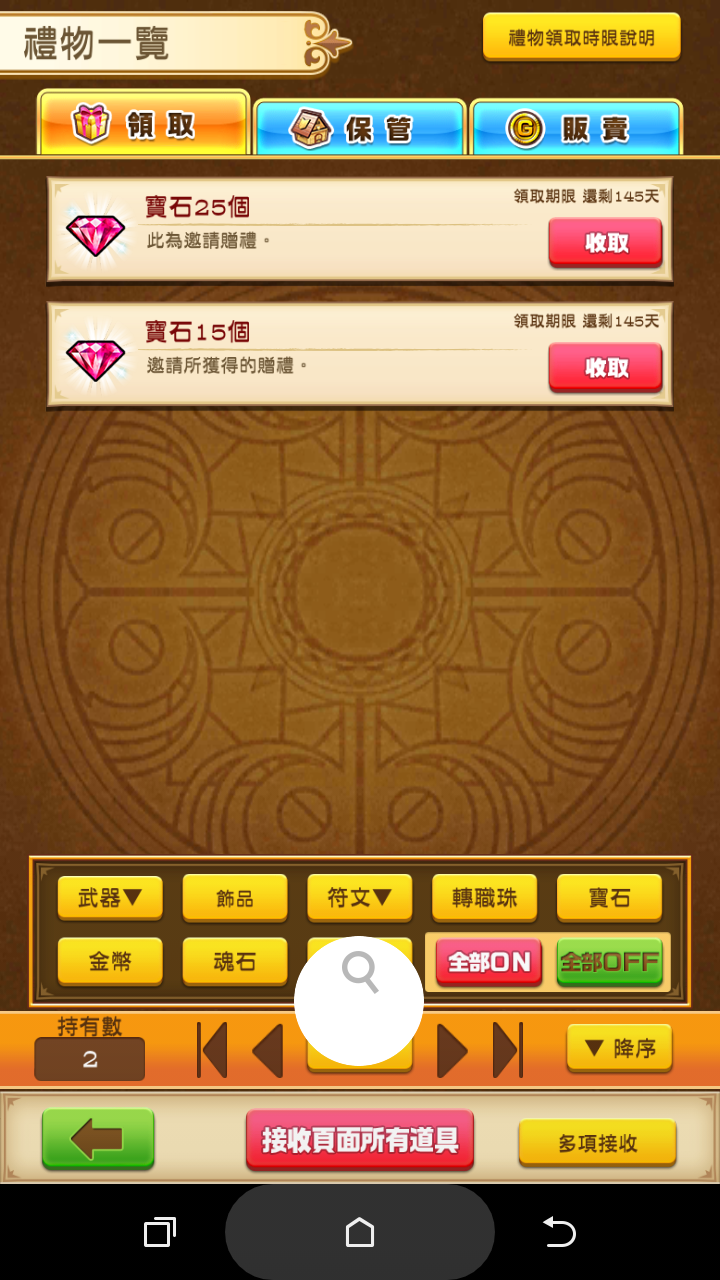 禮物一覽
禮物領取時眼說明
領取
保管
販賣
寶石25個
領取期眼 還剩145天
此為邀請贈禮。
收取
寶石15個
領取期眼 還剩145天
邀請所獲得的贈禮。
收取
武器▼
飾品
符文▼
轉職珠
寶石
金幣
魂石
全部ON
全部OFF
持有數
2
▼ 降序
接收頁面所有道具
多項接收